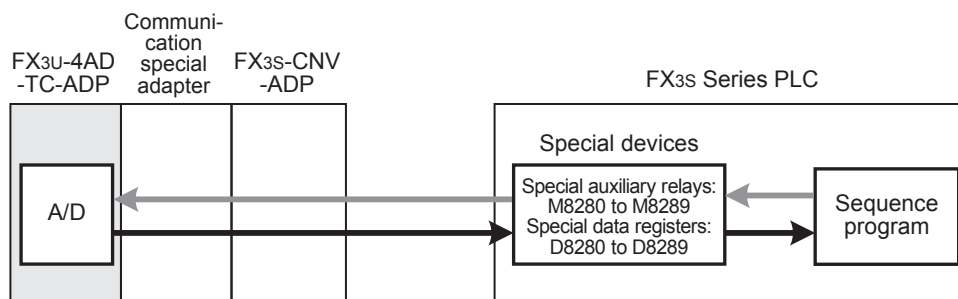 Communi-
cation
special
adapter
FX3U-4AD
-TC-ADP
FX3S-CNV
-ADP
FX3S Series PLC
Special devices
A/D
Special auxiliary relays:
M8280 to M8289
Special data registers:
D8280 to D8289
Sequence
program